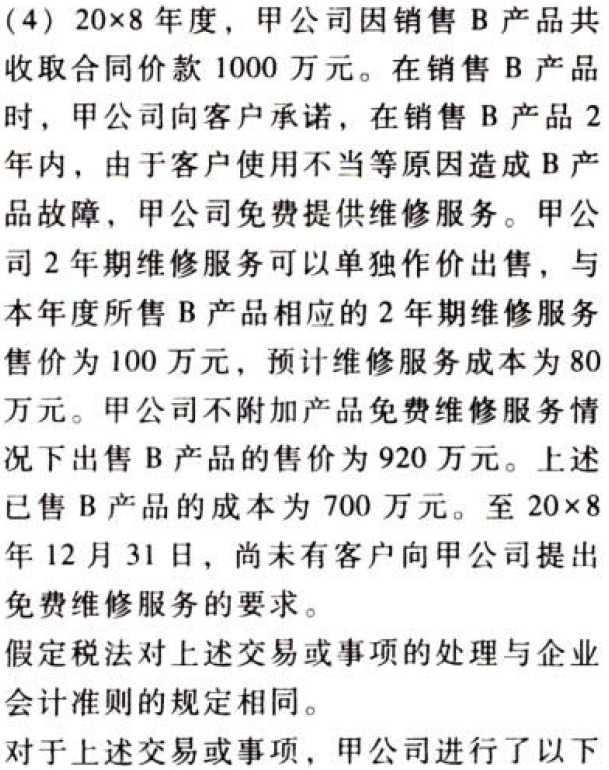 (4) 20×8 年度，甲公司因销售 B 产品共
收取合同价款 1000 万元。在销售 B 产品
时，甲公司向客户承诺，在销售 B 产品 2
年内，由于客户使用不当等原因造成 B 产
品故障，甲公司免费提供维修服务。甲公
司 2 年期维修服务可以单独作价出售，与
本年度所售 B 产品相应的 2 年期维修服务
售价为 100 万元，预计维修服务成本为 80
万元。甲公司不附加产品免费维修服务情
况下出售 B 产品的售价为 920 万元。上述
已售 B 产品的成本为 700 万元。至 20×8
年 12 月 31 日，尚未有客户向甲公司提出
免费维修服务的要求。
假定税法对上述交易或事项的处理与企业
会计准则的规定相同。
对于上述交易或事项，甲公司进行了以下